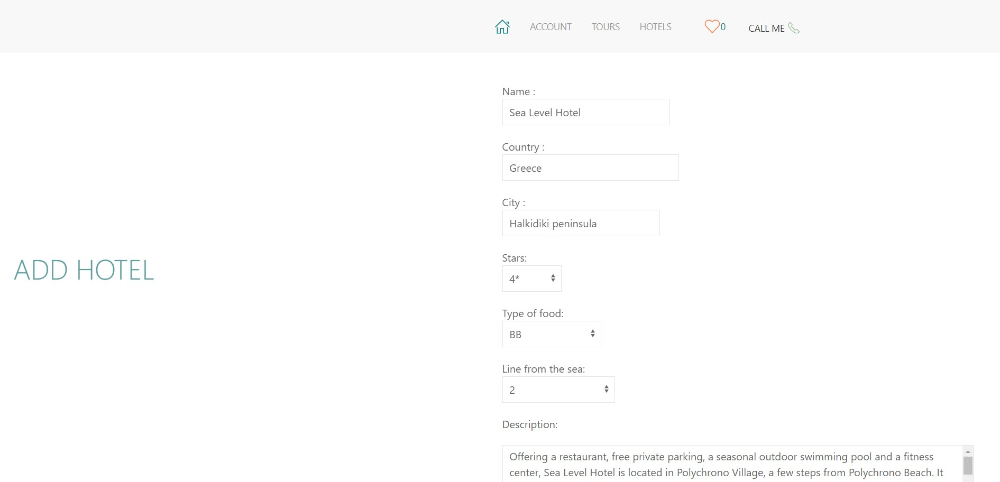 ACCOUNT TOURS HOTELS 0 CALL ME
Name :
Sea Level Hotel
Country :
Greece
City :
Halkidiki peninsula
Stars:
4*
ADD HOTEL
Type of food:
BB
Line from the sea:
2
Description:
Offering a restaurant, free private parking, a seasonal outdoor swimming pool and a fitness
center, Sea Level Hotel is located in Polychrono Village, a few steps from Polychrono Beach. It